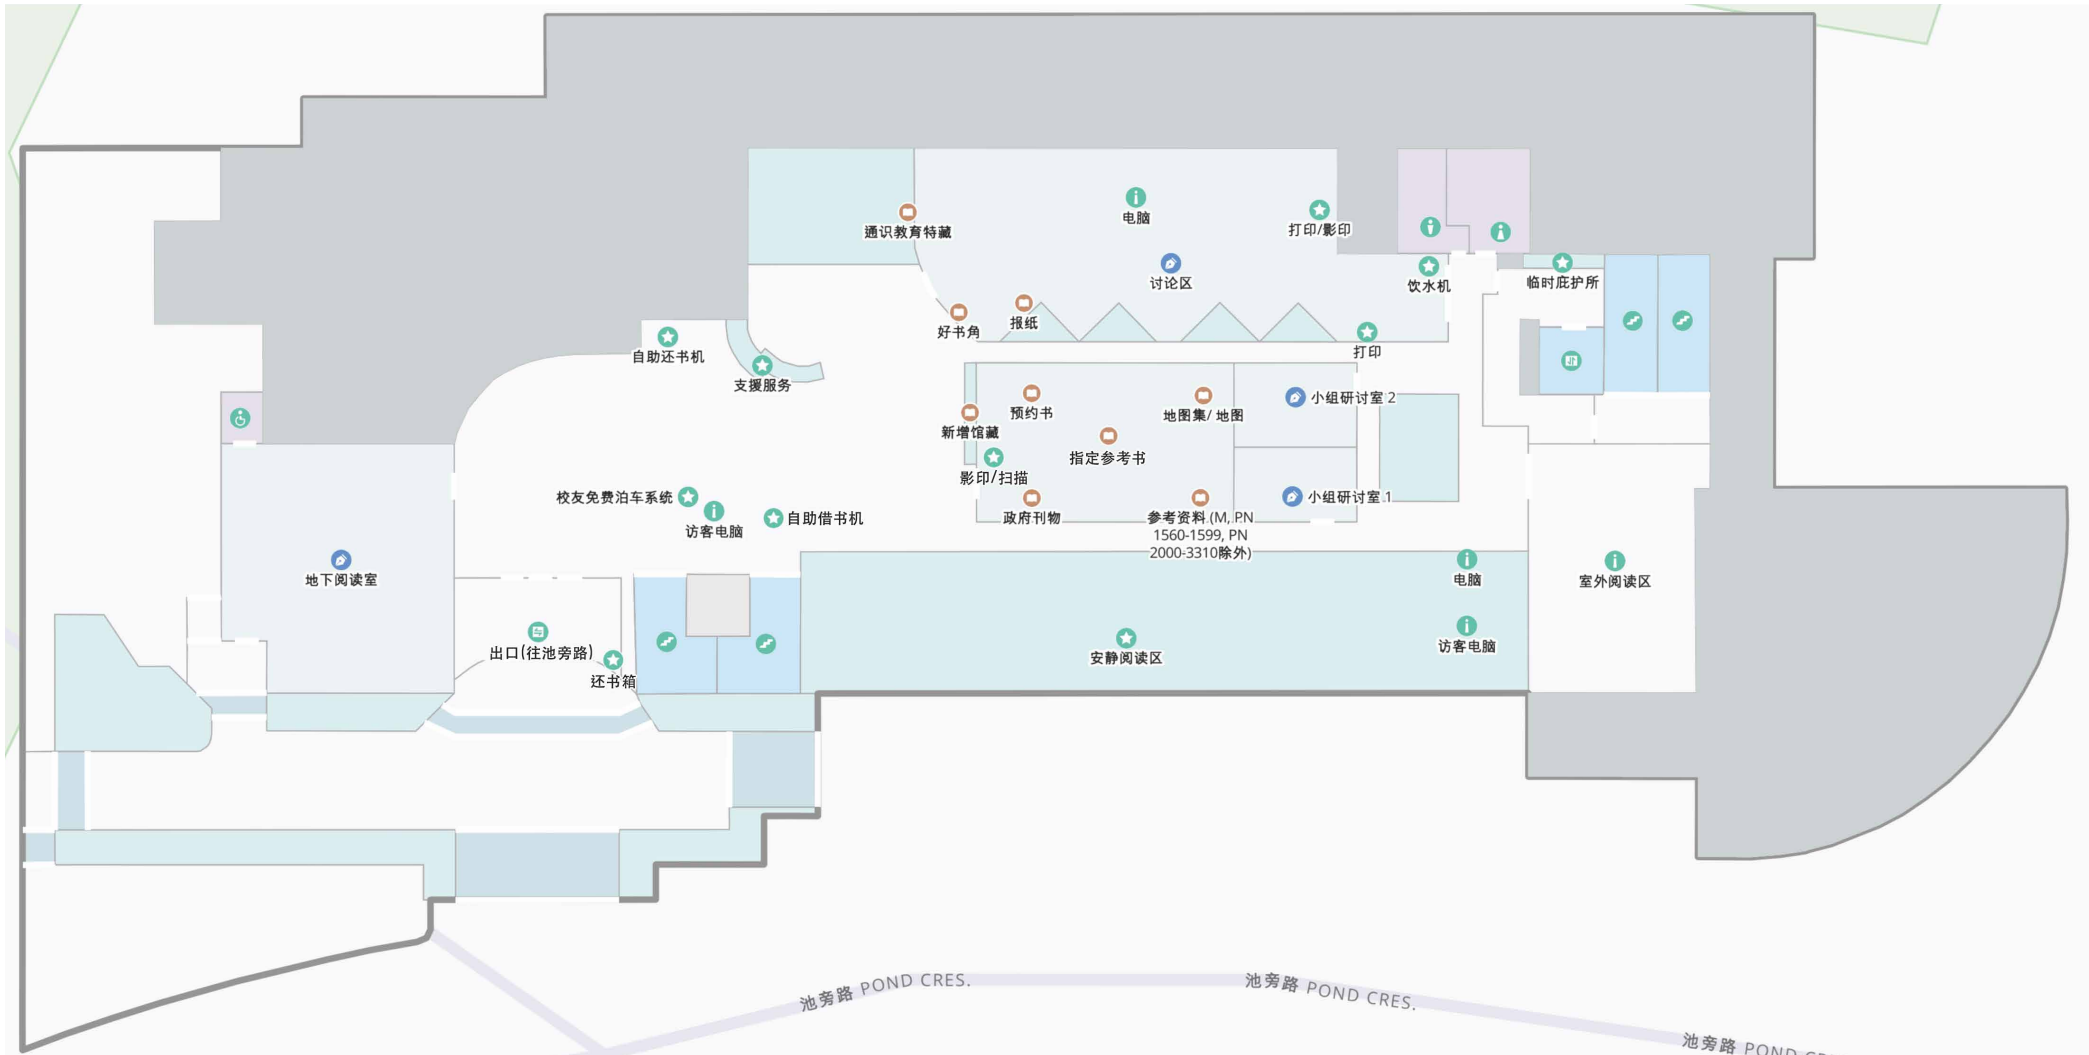 通识教育特藏
电脑
打印/影印
讨论区
饮水机
临时庇护所
好书角
报纸
打印
自助还书机
支援服务
预约书
地图集/ 地图
小组研讨室 2
新增馆藏
指定参考书
影印/扫描
校友免费泊车系统
访客电脑
自助借书机
政府刊物
参考资料 (M, PN
1560-1599, PN
2000-3310除外)
小组研讨室 1
地下阅读室
电脑
室外阅读区
出口(往池旁路)
还书箱
安静阅读区
访客电脑
池旁路 POND CRES.
池旁路 POND CRES.
池旁路 POND